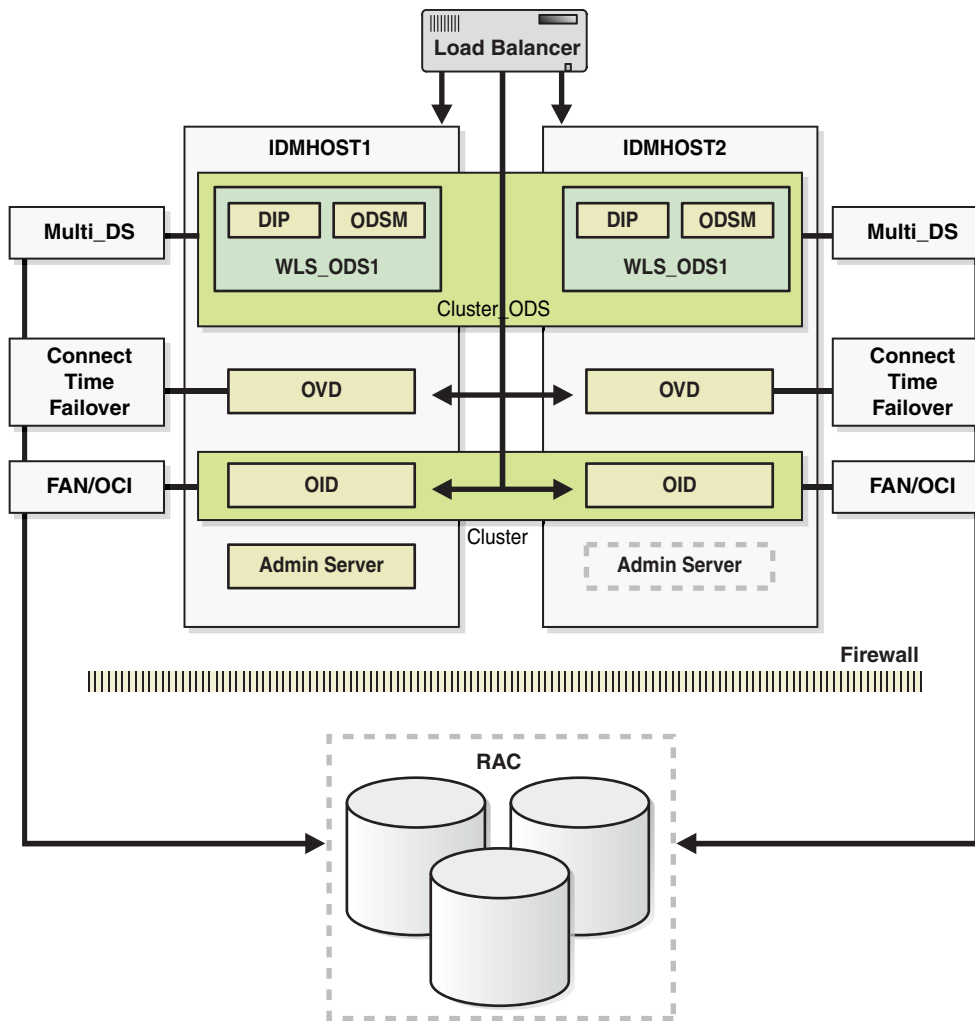 Load Balancer
IDMHOST1
IDMHOST2
Multi_DS
DIP
ODSM
WLS_ODS1
DIP
ODSM
WLS_ODS1
Multi_DS
Cluster_ODS
Connect
Time
Failover
OVD
OVD
Connect
Time
Failover
FAN/OCI
OID
OID
FAN/OCI
Cluster
Admin Server
Admin Server
Firewall
RAC